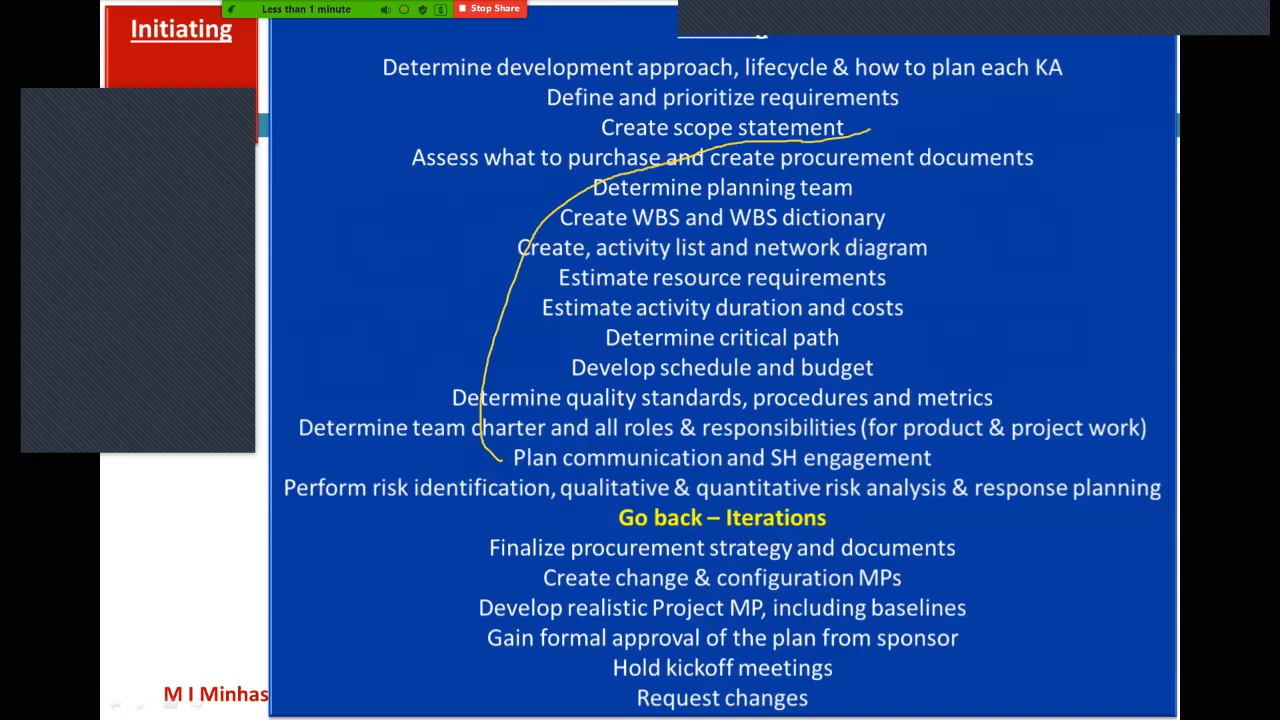 Less than 1 minute
Stop Share
Initiating
Determine development approach, lifecycle & how to plan each KA
Define and prioritize requirements
Create scope statement
Assess what to purchase and create procurement documents
Determine planning team
Create WBS and WBS dictionary
Create, activity list and network diagram
Estimate resource requirements
Estimate activity duration and costs
Determine critical path
Develop schedule and budget
Determine quality standards, procedures and metrics
Determine team charter and all roles & responsibilities (for product & project work)
Plan communication and SH engagement
Perform risk identification, qualitative & quantitative risk analysis & response planning
Go back – Iterations
Finalize procurement strategy and documents
Create change & configuration MPs
Develop realistic Project MP, including baselines
Gain formal approval of the plan from sponsor
Hold kickoff meetings
Request changes
M I Minhas